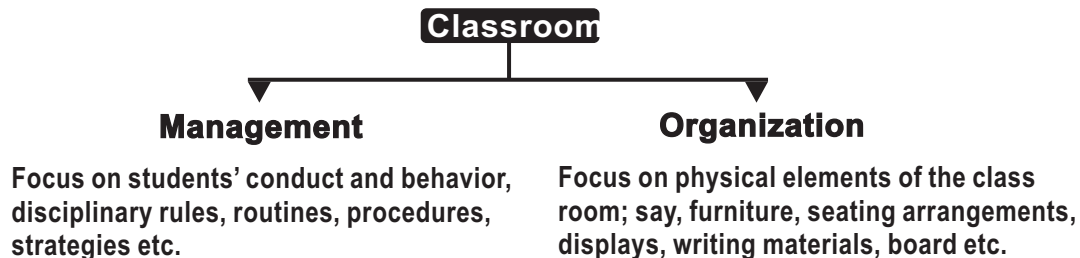 Classroom
Management
Organization
Focus on students' conduct and behavior,
disciplinary rules, routines, procedures,
strategies etc.
Focus on physical elements of the class
room; say, furniture, seating arrangements,
displays, writing materials, board etc.